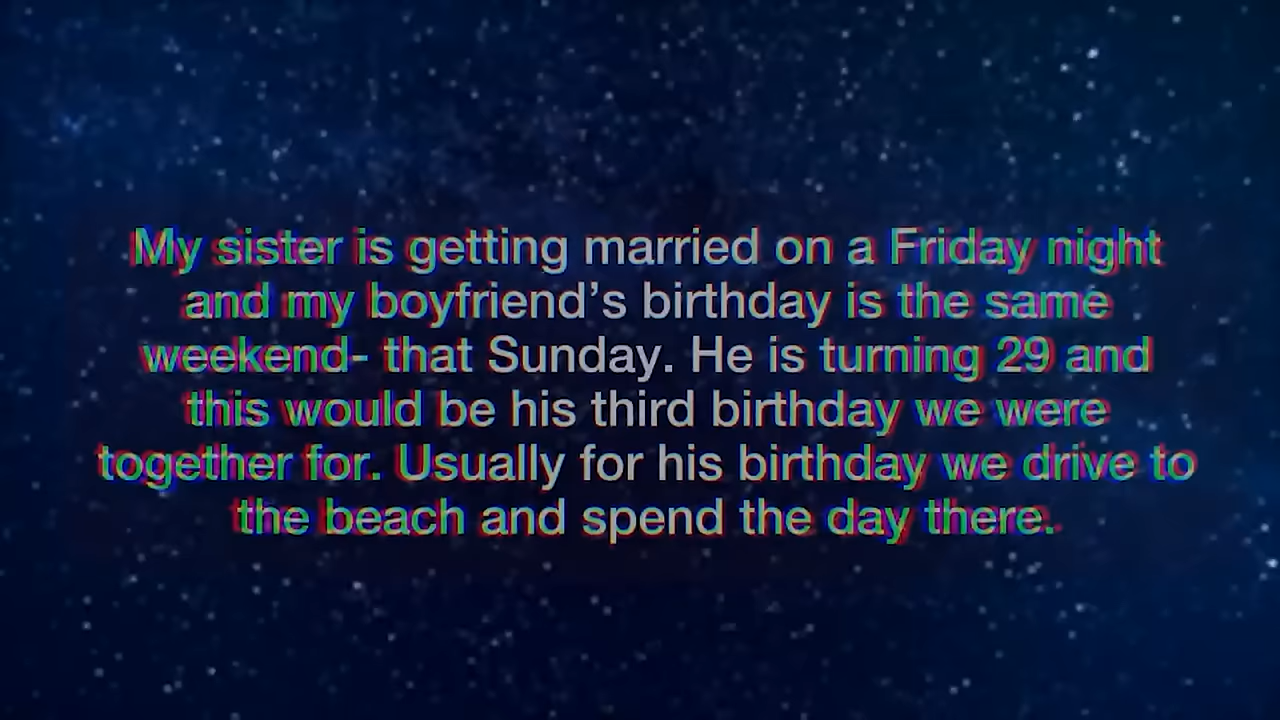 My sister is getting married on a Friday night
and my boyfriend’s birthday is the same
weekend- that Sunday. He is turning 29 and
this would be his third birthday we were
together for. Usually for his birthday we drive to
the beach and spend the day there.